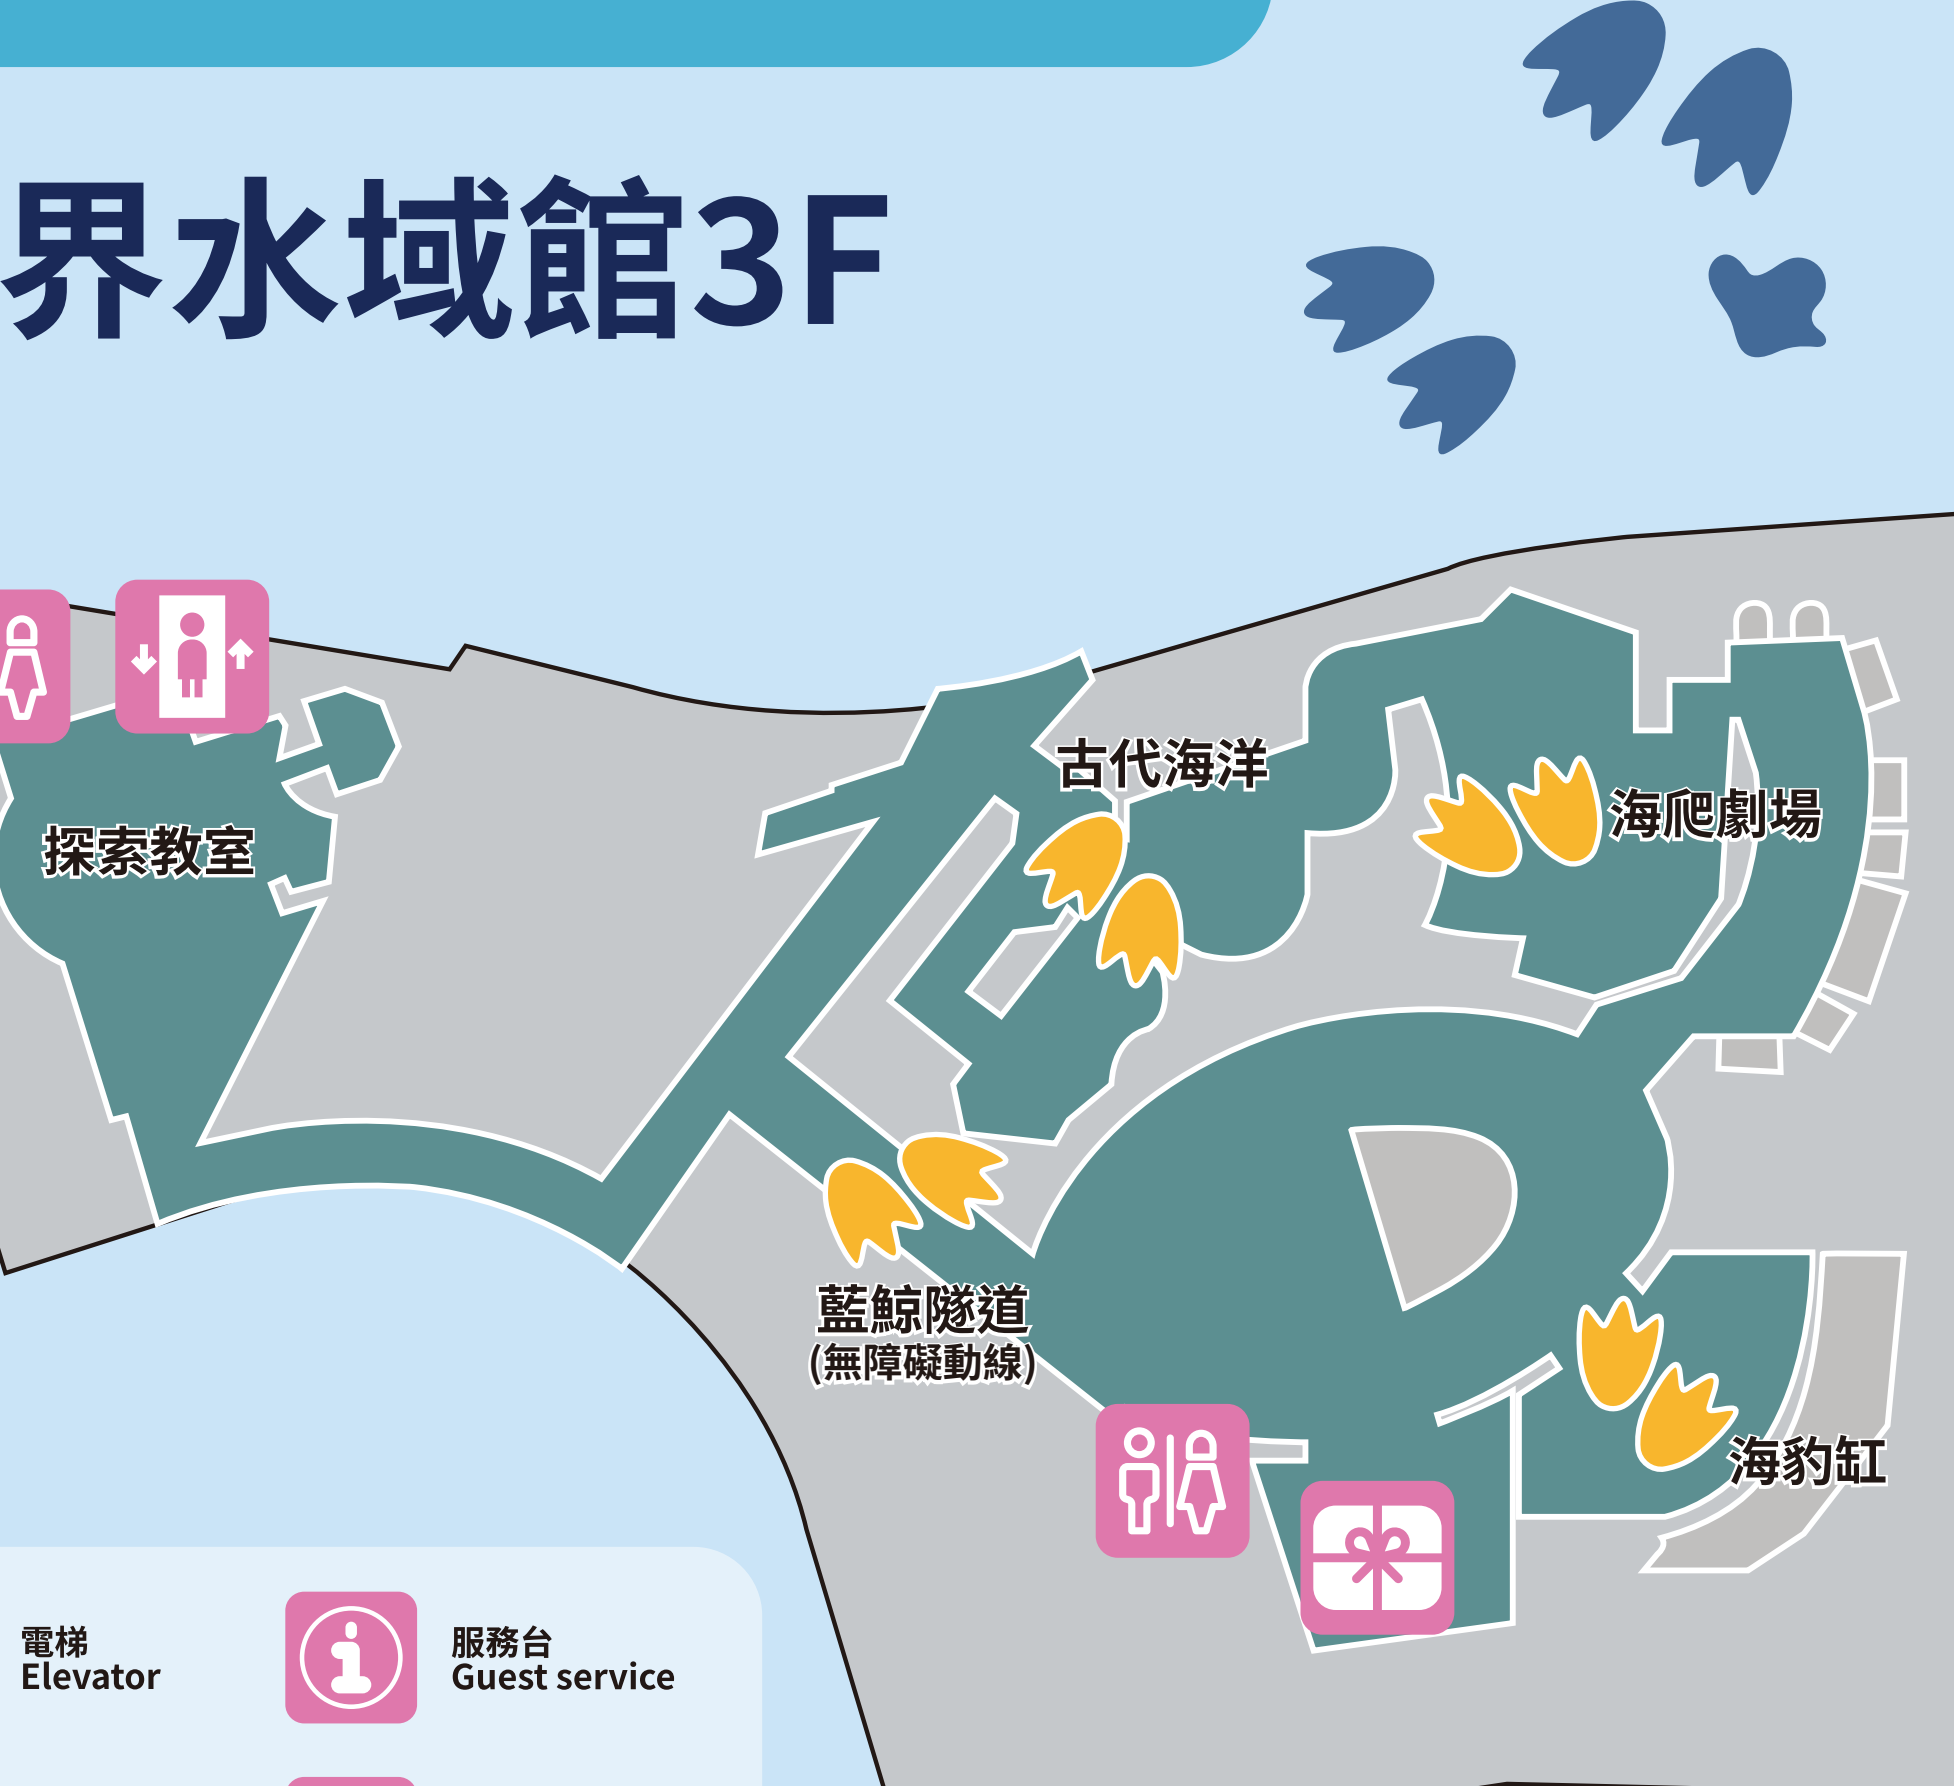 界水域館3F
古代海洋
海爬劇場
探索教室
藍鯨隧道
(無障礙動線)
海豹缸
電梯
Elevator
服務台
Guest service